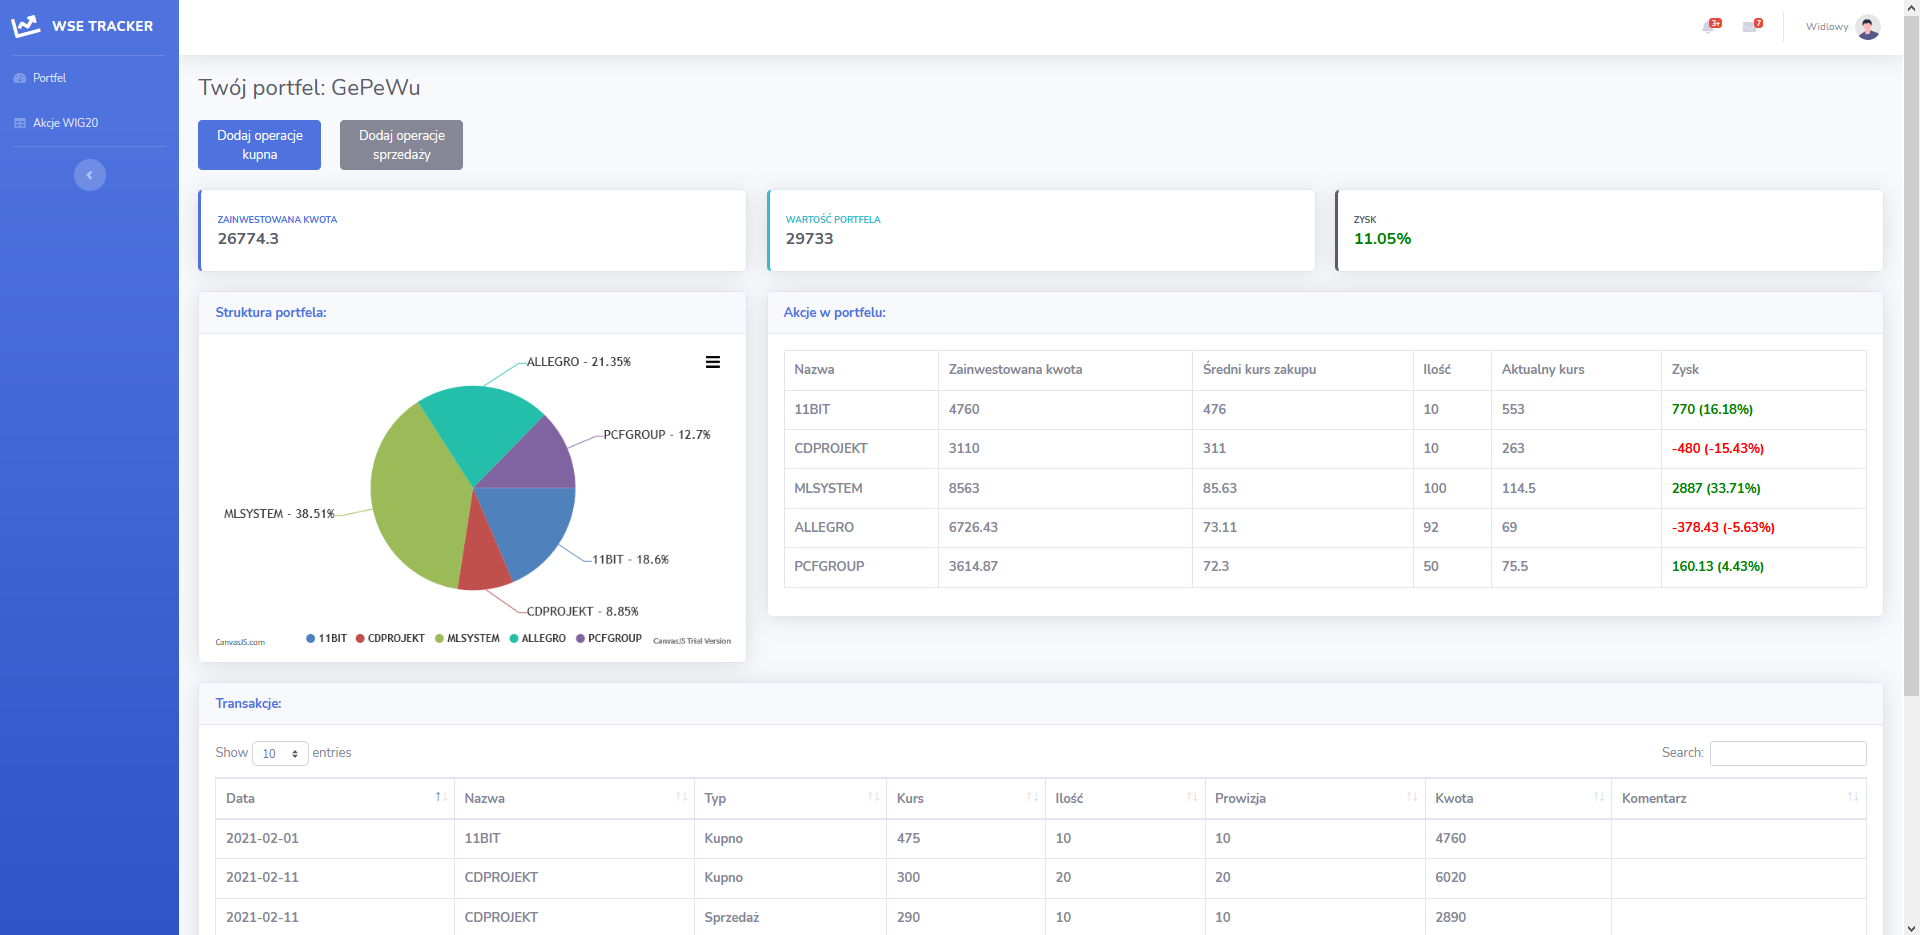 WSE TRACKER
3+
7
Widlowy
Portfel
Akcje WIG20
Twój portfel: GePeWu
Dodaj operacje
kupna
Dodaj operacje
sprzedaży
ZAINWESTOWANA KWOTA
26774.3
WARTOŚĆ PORTFELA
29733
ZYSK
11.05%
Struktura portfela:
ALLEGRO - 21.35%
PCFGROUP - 12.7%
MLSYSTEM - 38.51%
11BIT - 18.6%
CDPROJEKT - 8.85%
CanvasJS.com
11BIT CDPROJEKT MLSYSTEM ALLEGRO PCFGROUP
CanvasJS Trial Version
Akcje w portfelu:
Nazwa Zainwestowana kwota Średni kurs zakupu Ilość Aktualny kurs Zysk
11BIT 4760 476 10 553 770 (16.18%)
CDPROJEKT 3110 311 10 263 -480 (-15.43%)
MLSYSTEM 8563 85.63 100 114.5 2887 (33.71%)
ALLEGRO 6726.43 73.11 92 69 -378.43 (-5.63%)
PCFGROUP 3614.87 72.3 50 75.5 160.13 (4.43%)
Transakcje:
Show 10 entries
Search:
Data Nazwa Typ Kurs Ilość Prowizja Kwota Komentarz
2021-02-01 11BIT Kupno 475 10 10 4760
2021-02-11 CDPROJEKT Kupno 300 20 20 6020
2021-02-11 CDPROJEKT Sprzedaż 290 10 10 2890